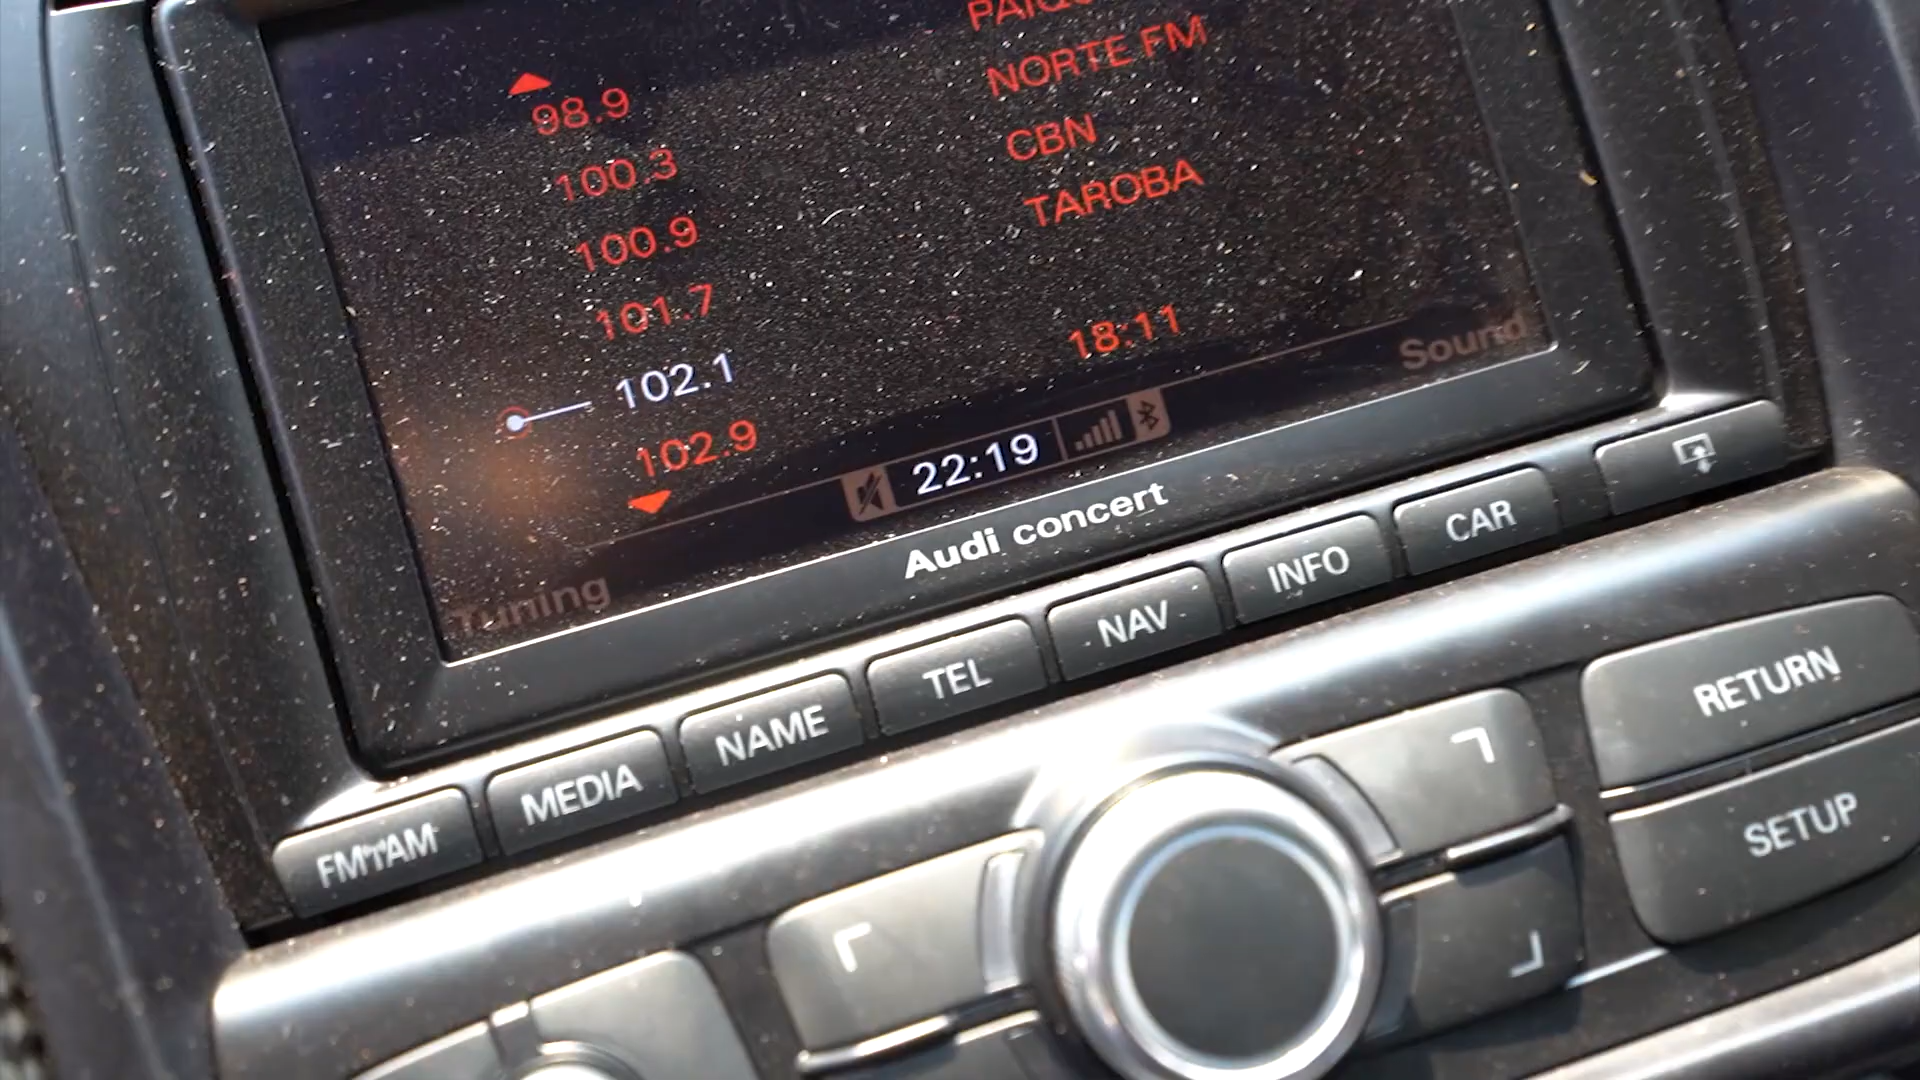 98.9
100.3 NORTE FM
100.9 CBN
101.7 TAROBA
102.1
102.9 18:11
Tuning 22:19 Sound
Audi concert
FM AM MEDIA NAME TEL NAV INFO CAR
RETURN
SETUP